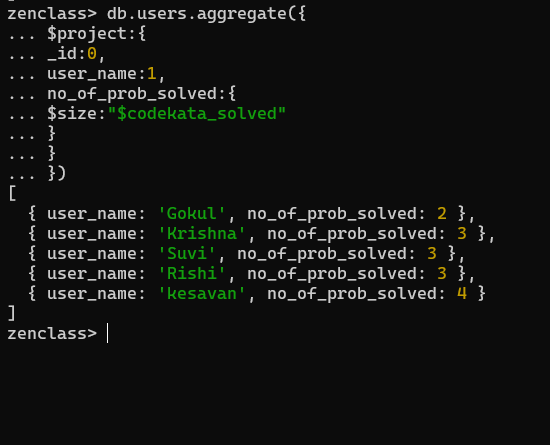 zenclass> db.users.aggregate({
... $project:{
... _id:0,
... user_name:1,
... no_of_prob_solved:{
... $size:"$codekata_solved"
... }
... }
... })
[
  { user_name: 'Gokul', no_of_prob_solved: 2 },
  { user_name: 'Krishna', no_of_prob_solved: 3 },
  { user_name: 'Suvi', no_of_prob_solved: 3 },
  { user_name: 'Rishi', no_of_prob_solved: 3 },
  { user_name: 'kesavan', no_of_prob_solved: 4 }
]
zenclass>